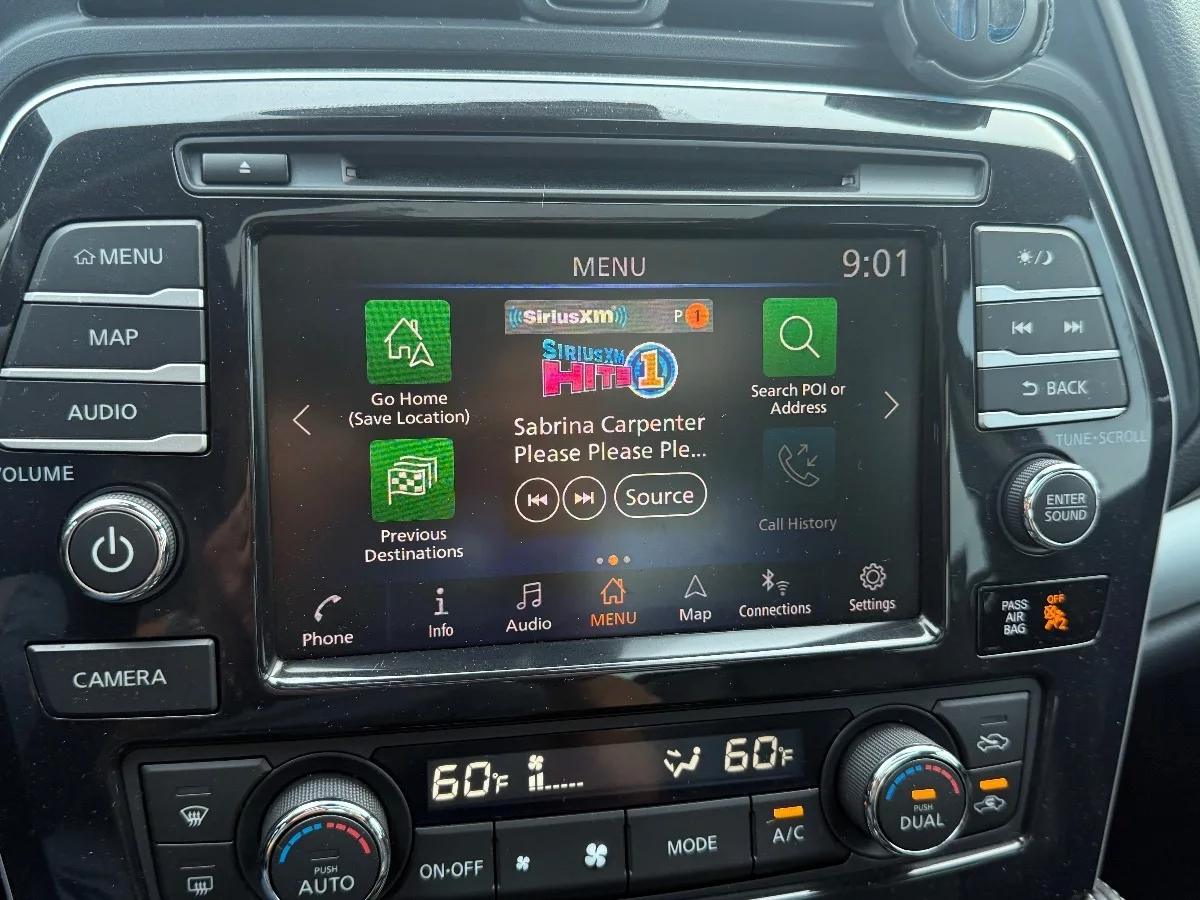 MENU
MAP
AUDIO
VOLUME
CAMERA
MENU
9:01
Go Home
(Save Location)
Previous
Destinations
SiriusXM
P 1
SIRIUSXM
HITS 1
Sabrina Carpenter
Please Please Ple...
Source
Search POI or
Address
Call History
Phone
Info
Audio
MENU
Map
Connections
Settings
BACK
TUNE•SCROLL
ENTER
SOUND
PASS
AIR
BAG
OFF
60°F
60°F
PUSH
AUTO
ON•OFF
MODE
A/C
PUSH
DUAL